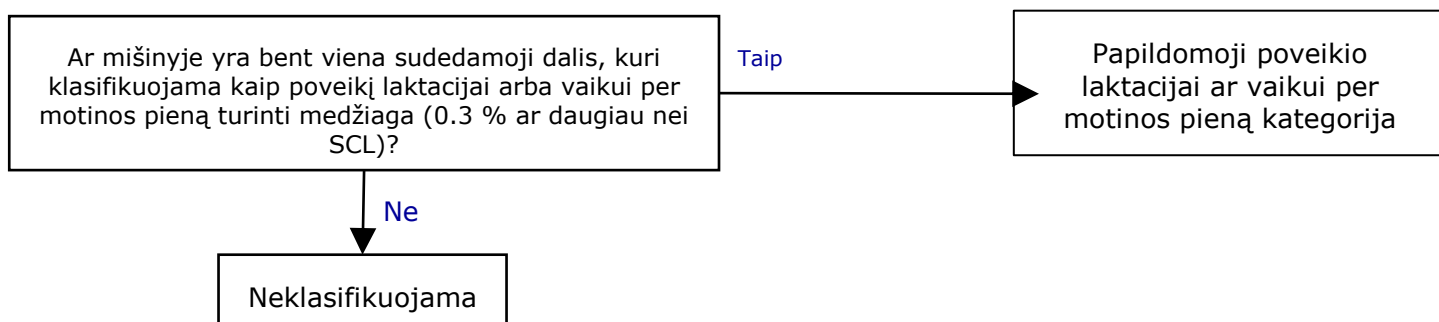 Ar mišinyje yra bent viena sudedamoji dalis, kuri
klasifikuojama kaip poveikį laktacijai arba vaikui per
motinos pieną turinti medžiaga (0.3 % ar daugiau nei
SCL)?
Taip
Papildomoji poveikio
laktacijai ar vaikui per
motinos pieną kategorija
Ne
Neklasifikuojama